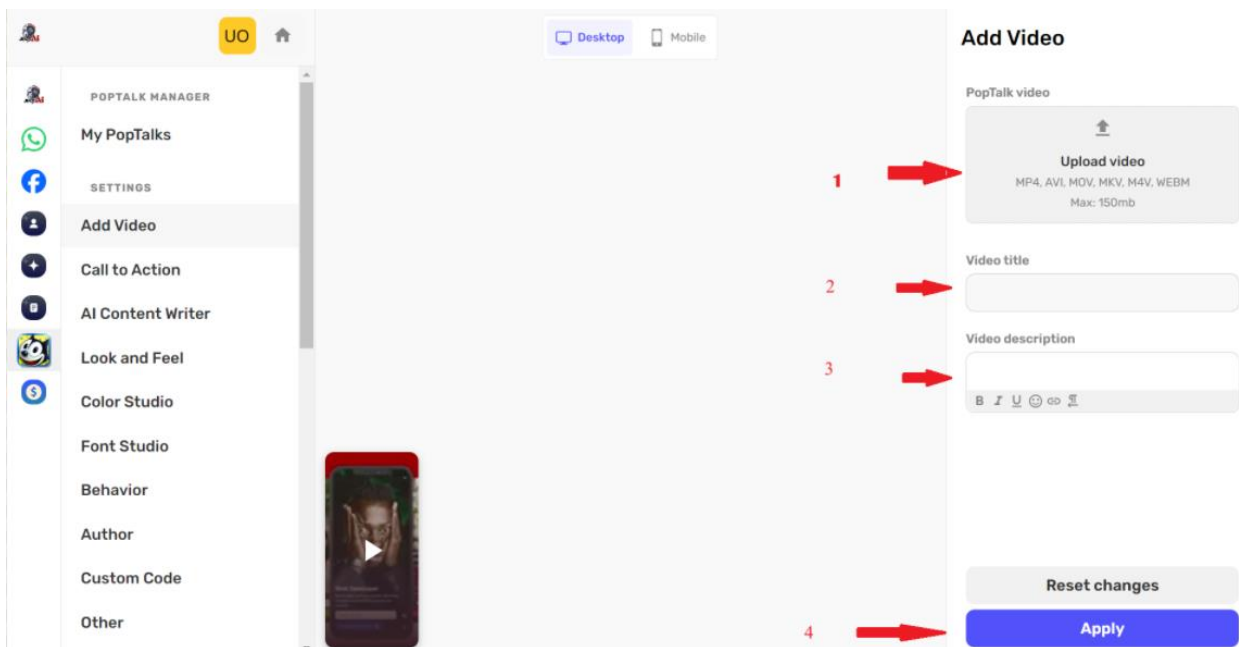 UO
Desktop
Mobile
Add Video
POPTALK MANAGER
My PopTalks
SETTINGS
Add Video
Call to Action
AI Content Writer
Look and Feel
Color Studio
Font Studio
Behavior
Author
Custom Code
Other
PopTalk video
1
Upload video
MP4, AVI, MOV, MKV, M4V, WEBM
Max: 150mb
Video title
2
Video description
3
B I U
Reset changes
4
Apply